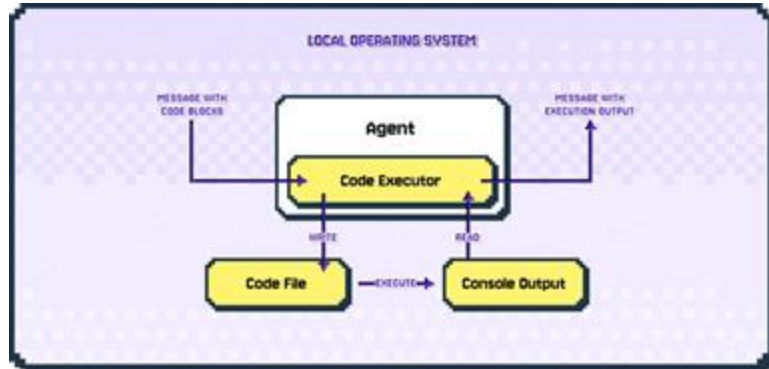 LOCAL OPERATING SYSTEM
MESSAGE WITH
CODE BLOCKS
MESSAGE WITH
EXECUTION OUTPUT
Agent
Code Executor
WRITE
READ
Code File
EXECUTE
Console Output